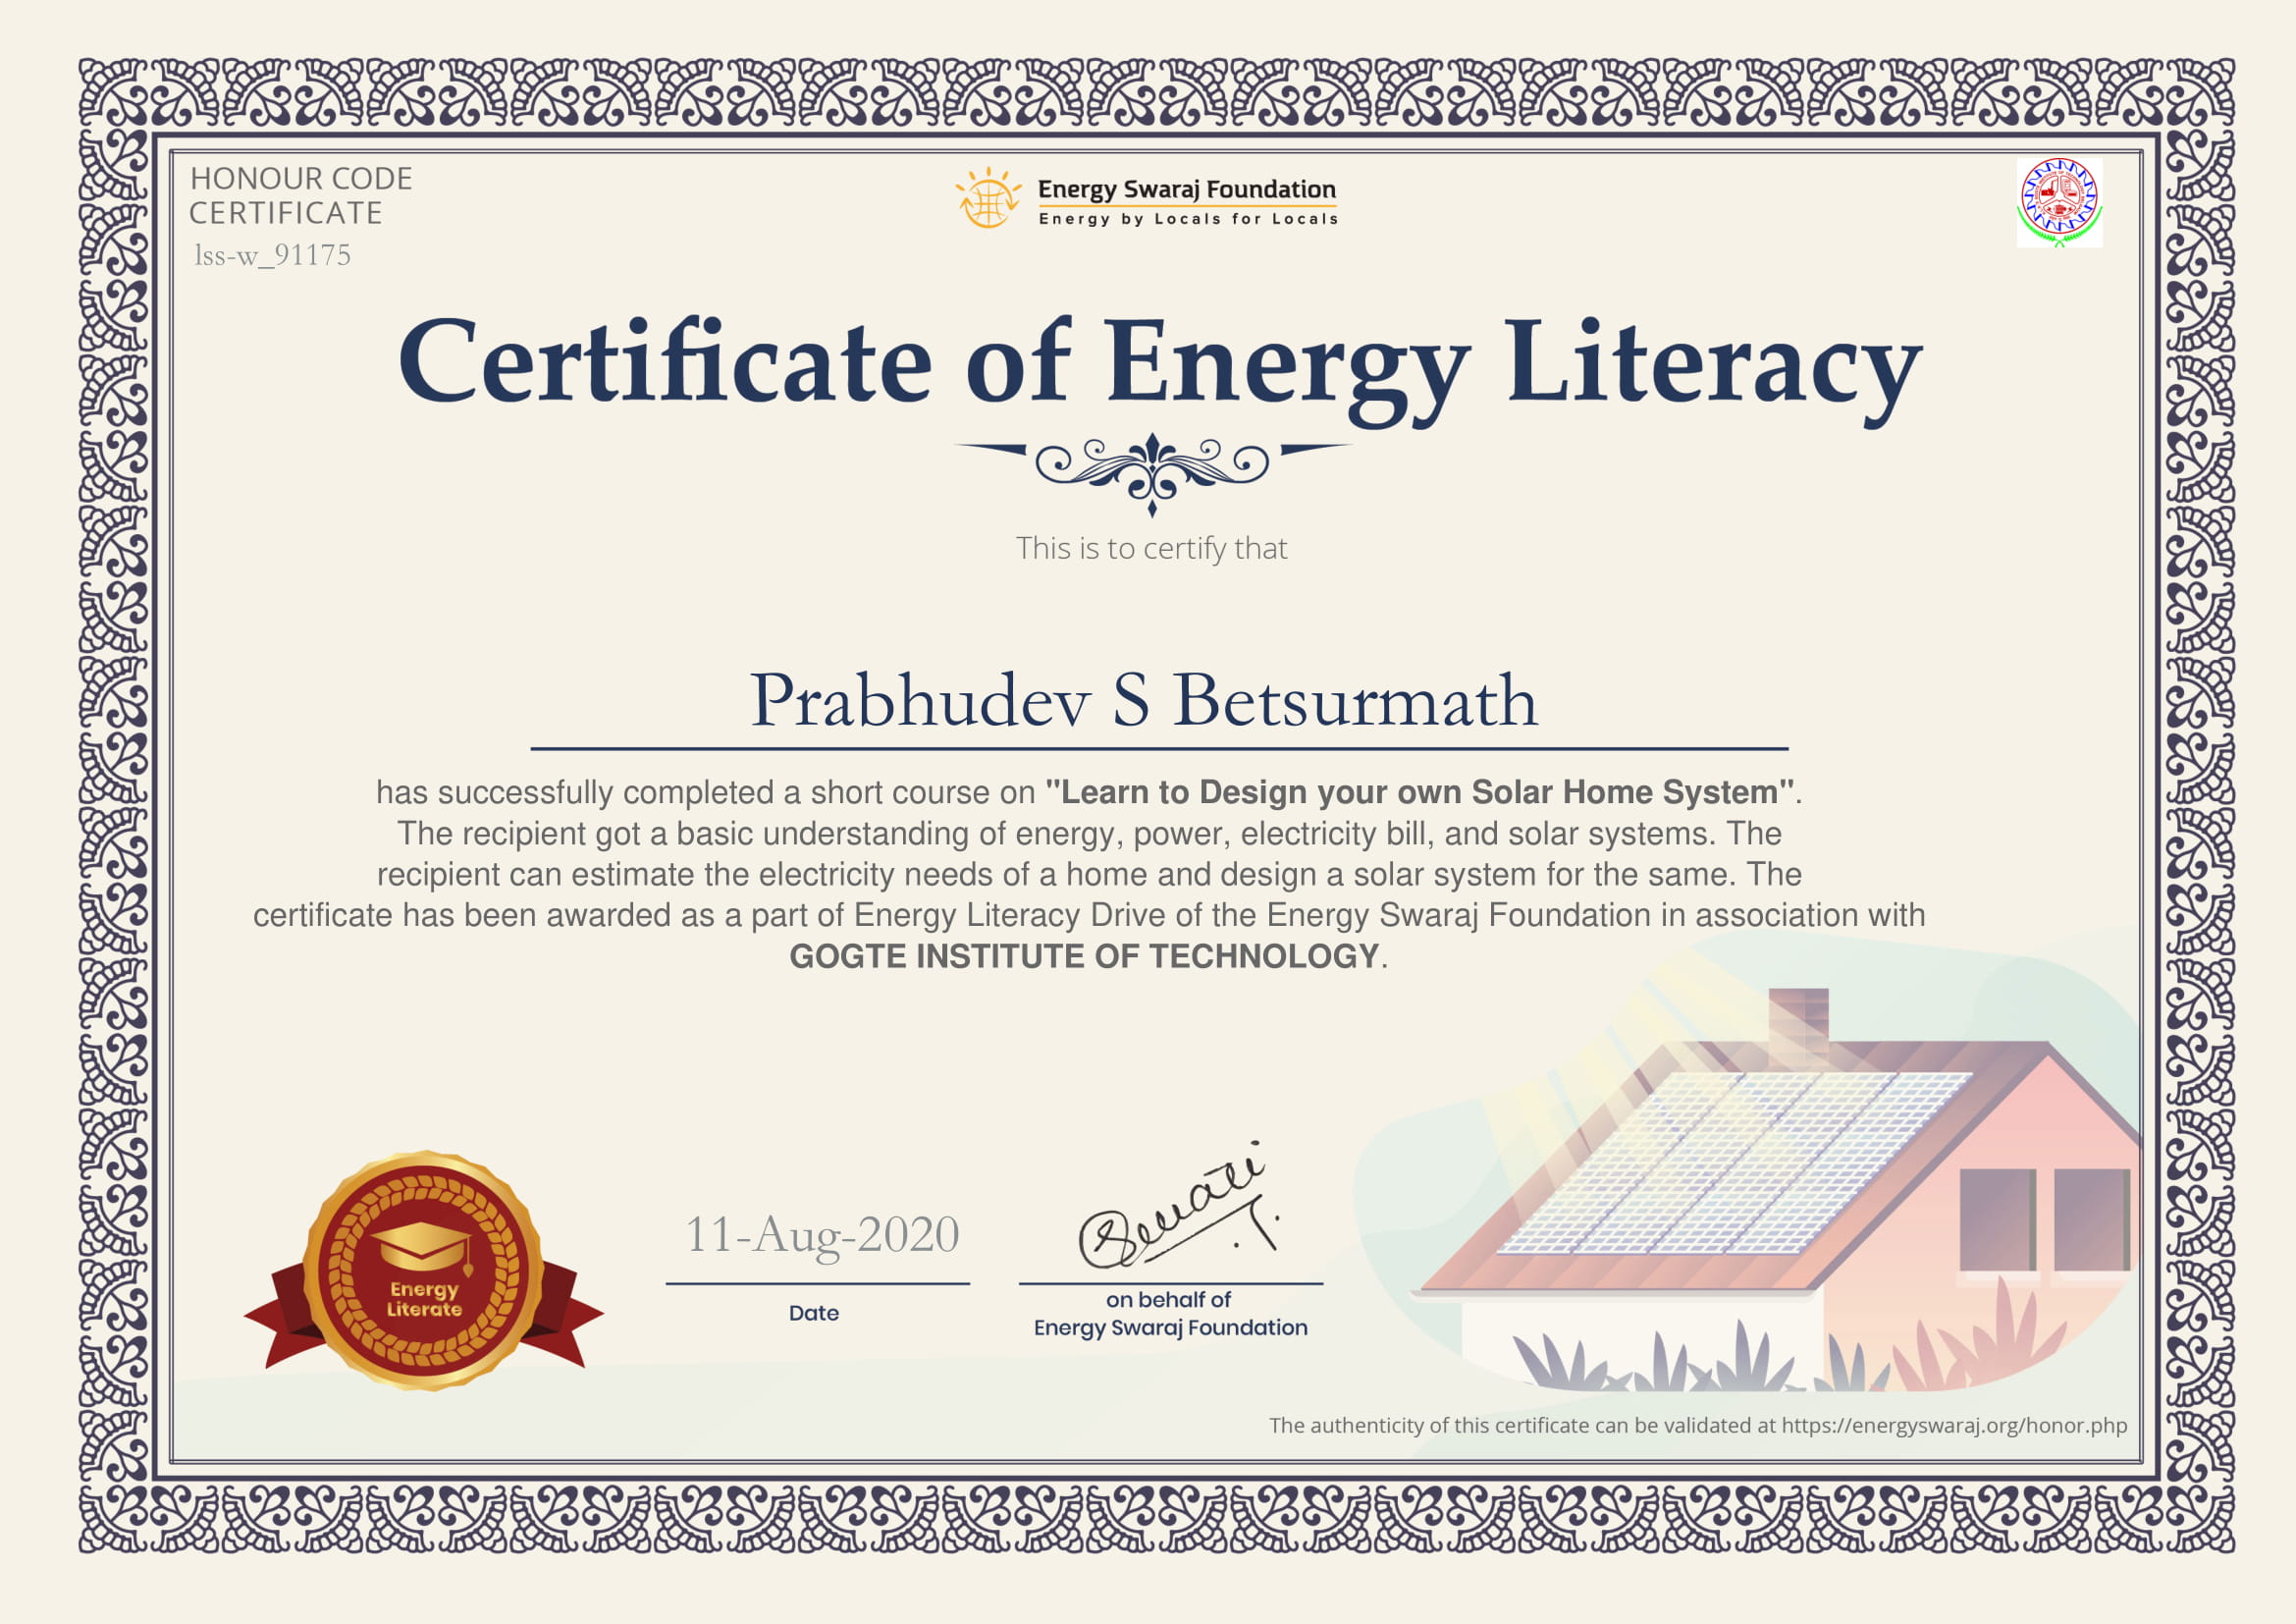 HONOUR CODE
CERTIFICATE
lss-w_91175
Energy Swaraj Foundation
Energy by Locals for Locals
Certificate of Energy Literacy
This is to certify that
Prabhudev S Betsurmath
has successfully completed a short course on "Learn to Design your own Solar Home System".
The recipient got a basic understanding of energy, power, electricity bill, and solar systems. The
recipient can estimate the electricity needs of a home and design a solar system for the same. The
certificate has been awarded as a part of Energy Literacy Drive of the Energy Swaraj Foundation in association with
GOGTE INSTITUTE OF TECHNOLOGY.
Energy
Literate
11-Aug-2020
Date
on behalf of
Energy Swaraj Foundation
The authenticity of this certificate can be validated at https://energyswaraj.org/honor.php